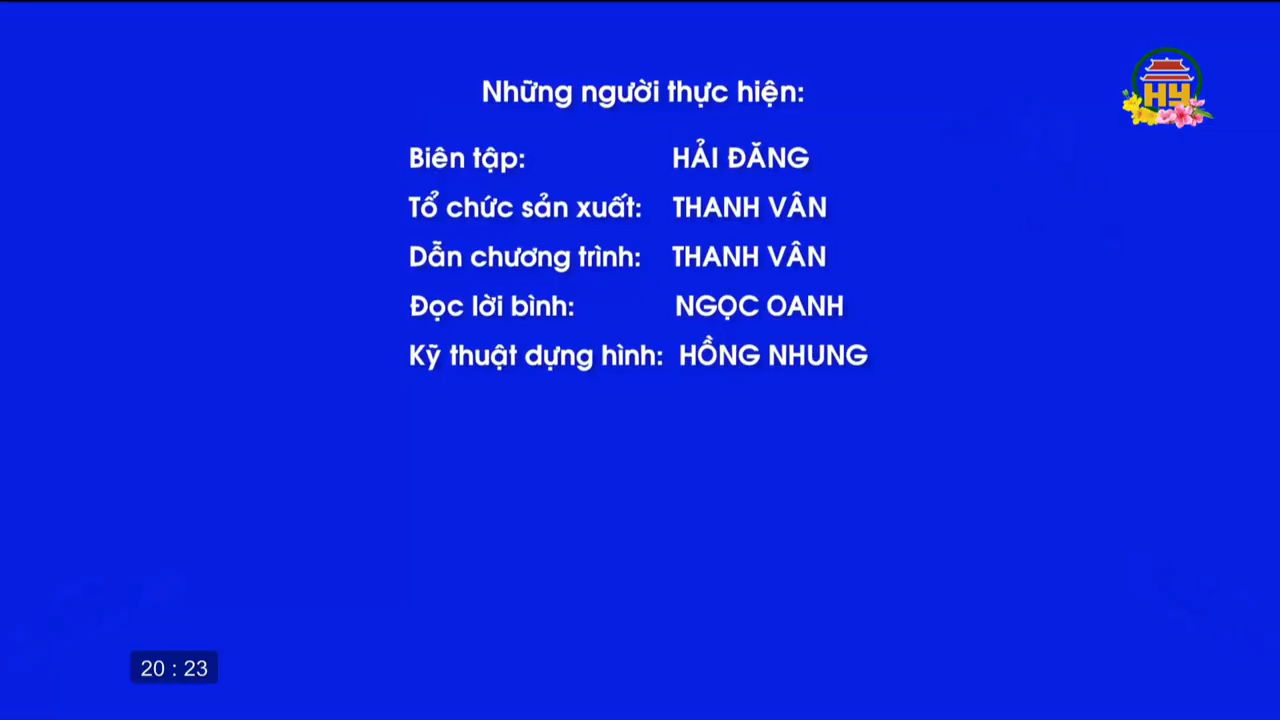 HY
Những người thực hiện:
Biên tập: HẢI ĐĂNG
Tổ chức sản xuất: THANH VÂN
Dẫn chương trình: THANH VÂN
Đọc lời bình: NGỌC OANH
Kỹ thuật dựng hình: HỒNG NHUNG
20 : 23